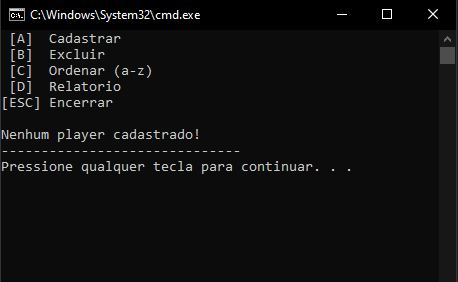 C:\Windows\System32\cmd.exe
[A] Cadastrar
[B] Excluir
[C] Ordenar (a-z)
[D] Relatorio
[ESC] Encerrar
Nenhum player cadastrado!
------------------------------
Pressione qualquer tecla para continuar. . .